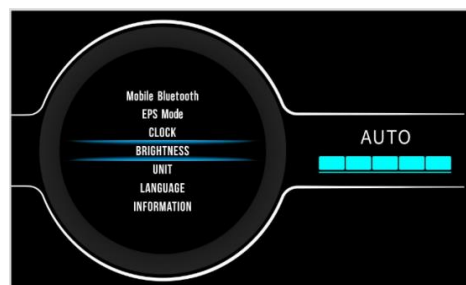 Mobile Bluetooth
EPS Mode
CLOCK
BRIGHTNESS
UNIT
LANGUAGE
INFORMATION
AUTO